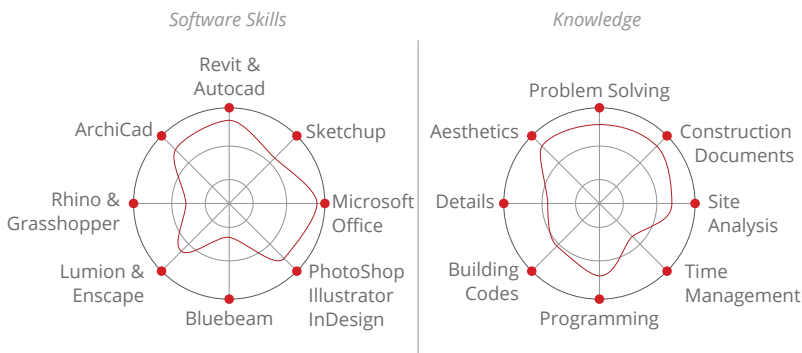 Software Skills
Revit &
Autocad
ArchiCad
Sketchup
Rhino &
Grasshopper
Microsoft
Office
Lumion &
Enscape
PhotoShop
Illustrator
InDesign
Bluebeam
Knowledge
Problem Solving
Aesthetics
Construction
Documents
Details
Site
Analysis
Building
Codes
Time
Management
Programming